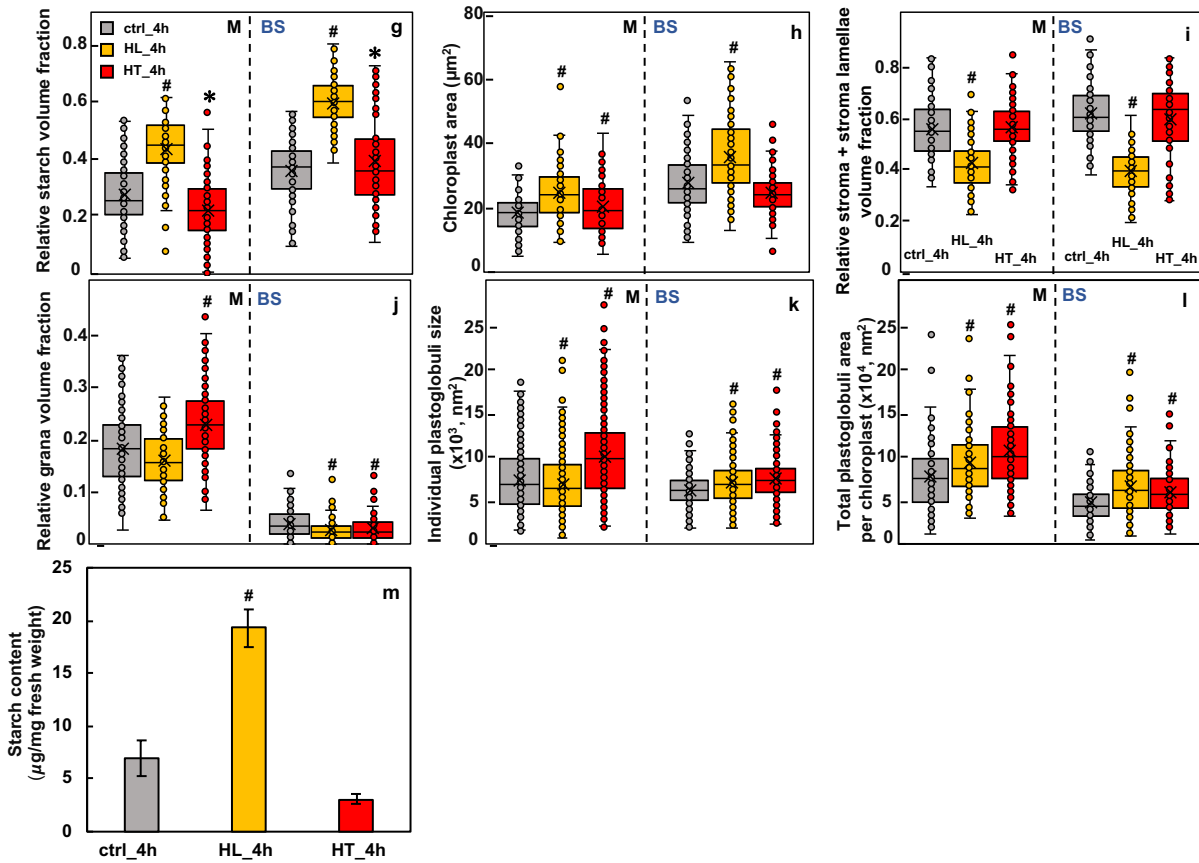 Relative starch volume fraction
0.8
0.6
0.4
0.2
0
ctrl_4h
HL_4h
HT_4h
M
BS
g
#
*
#
*
Chloroplast area (µm²)
80
60
40
20
0
M
BS
h
#
#
#
Relative stroma + stroma lamellae
volume fraction
0.8
0.6
0.4
0.2
0
M
BS
i
#
#
ctrl_4h
HL_4h
HT_4h
ctrl_4h
HL_4h
HT_4h
Relative grana volume fraction
0.4
0.3
0.2
0.1
0
M
BS
j
#
#
#
Individual plastoglobuli size
(x10³, nm²)
25
20
15
10
5
0
M
BS
k
#
#
#
#
Total plastoglobuli area
per chloroplast (x10⁴, nm²)
25
20
15
10
5
0
M
BS
l
#
#
#
#
Starch content
(µg/mg fresh weight)
25
20
15
10
5
0
m
#
ctrl_4h
HL_4h
HT_4h